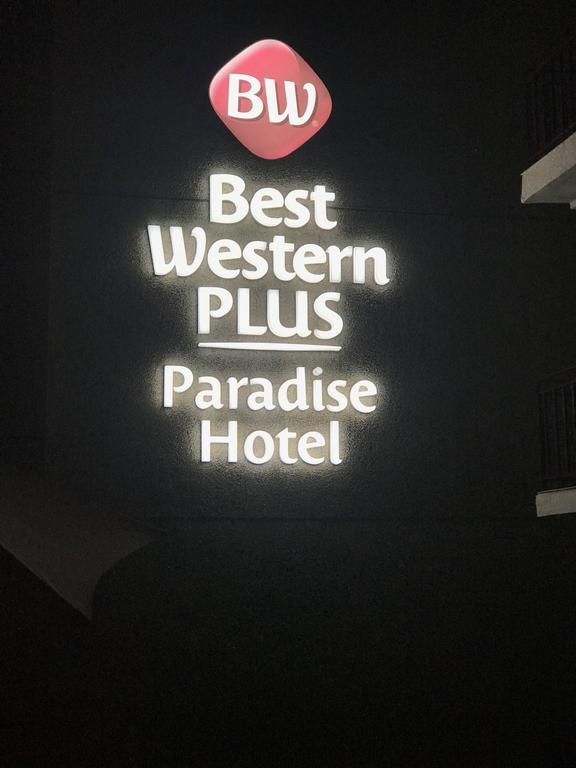 BW
Best
Western
PLUS
Paradise
Hotel